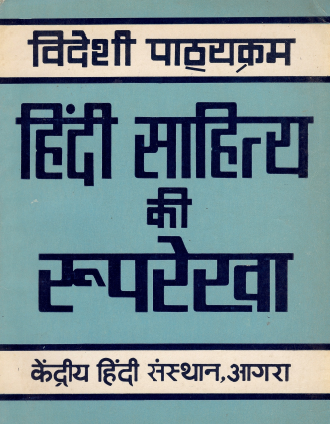 विदेशी पाठ्यक्रम
हिंदी साहित्य
की
रूपरेखा
केंद्रीय हिंदी संस्थान, आगरा